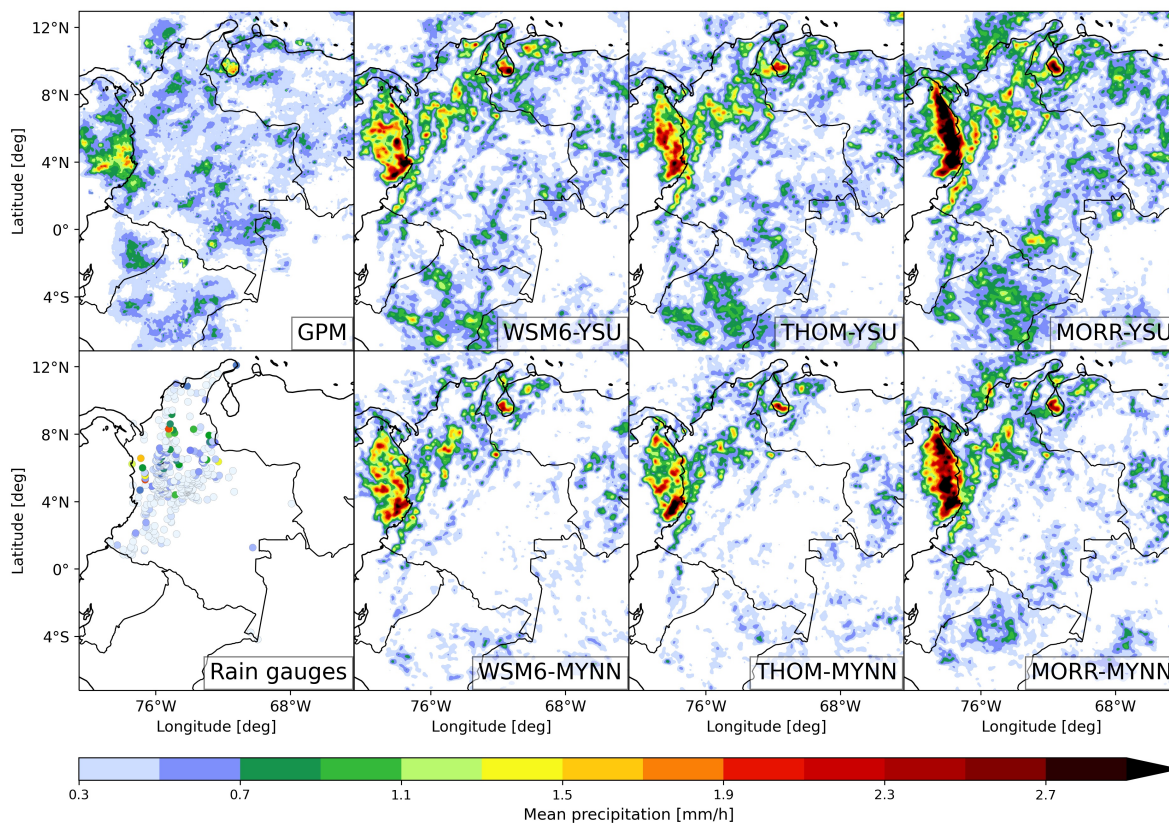 12°N
8°N
4°N
0°
4°S
Latitude [deg]
GPM
WSM6-YSU
THOM-YSU
MORR-YSU
12°N
8°N
4°N
0°
4°S
Latitude [deg]
Rain gauges
WSM6-MYNN
THOM-MYNN
MORR-MYNN
76°W 68°W 76°W 68°W 76°W 68°W 76°W 68°W
Longitude [deg] Longitude [deg] Longitude [deg] Longitude [deg]
0.3 0.7 1.1 1.5 1.9 2.3 2.7
Mean precipitation [mm/h]